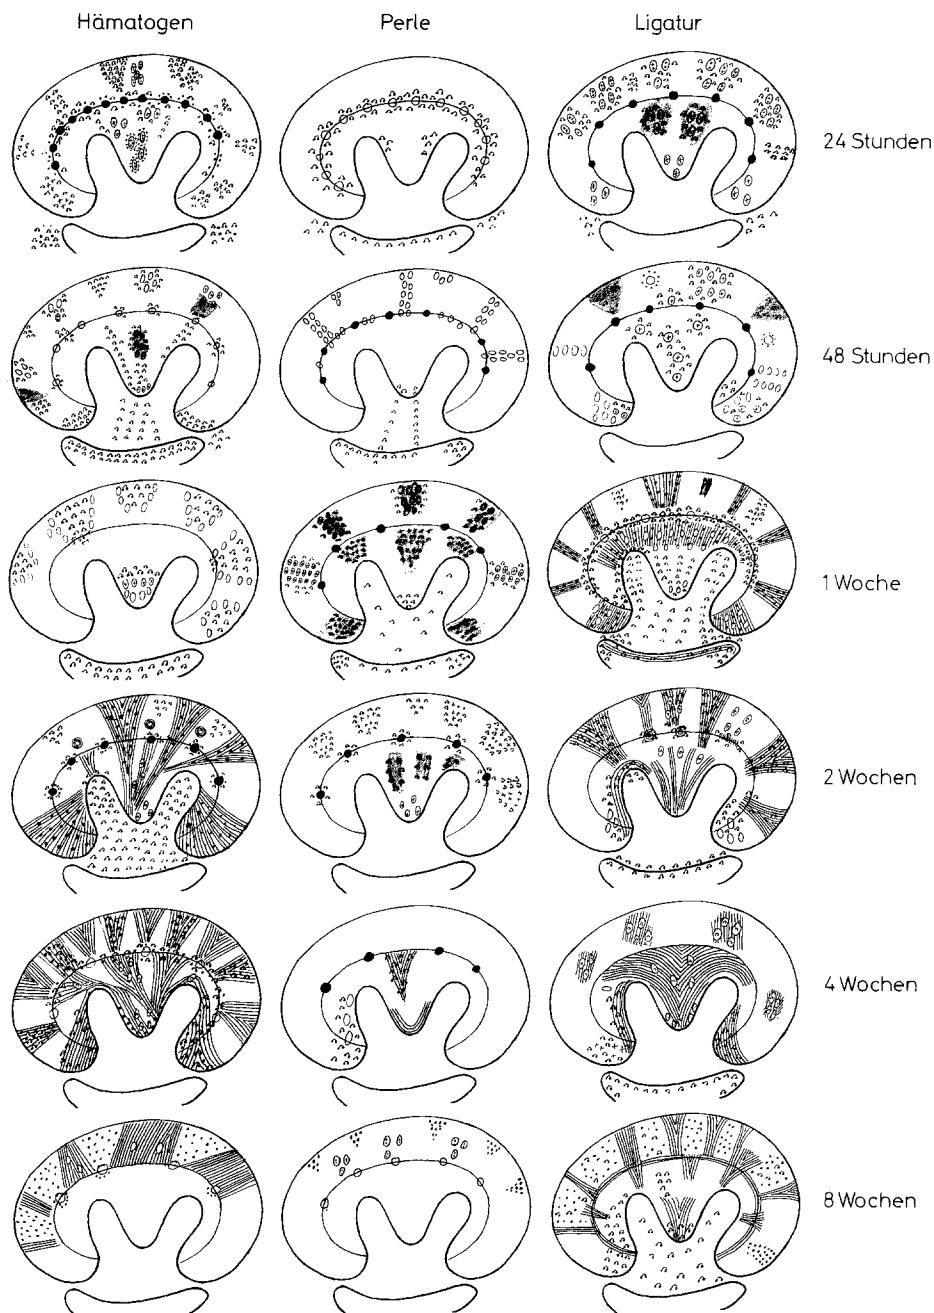 Hämatogen Perle Ligatur
24 Stunden
48 Stunden
1 Woche
2 Wochen
4 Wochen
8 Wochen